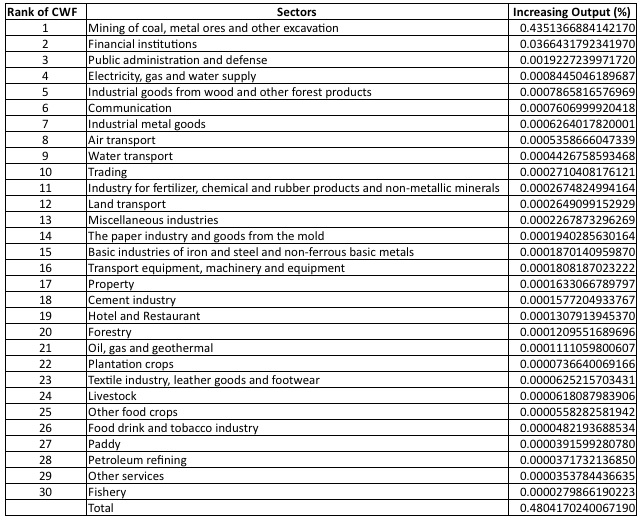 Rank of CWF Sectors Increasing Output (%)
1 Mining of coal, metal ores and other excavation 0.4351366884142170
2 Financial institutions 0.0366431792341970
3 Public administration and defense 0.0019227239971720
4 Electricity, gas and water supply 0.0008445046189687
5 Industrial goods from wood and other forest products 0.0007865816576969
6 Communication 0.0007606999920418
7 Industrial metal goods 0.0006264017820001
8 Air transport 0.0005358666047339
9 Water transport 0.0004426758593468
10 Trading 0.0002710408176121
11 Industry for fertilizer, chemical and rubber products and non-metallic minerals 0.0002674824994164
12 Land transport 0.0002649099152929
13 Miscellaneous industries 0.0002267873296269
14 The paper industry and goods from the mold 0.0001940285630164
15 Basic industries of iron and steel and non-ferrous basic metals 0.0001870140959870
16 Transport equipment, machinery and equipment 0.0001808187023222
17 Property 0.0001633066789797
18 Cement industry 0.0001577204933767
19 Hotel and Restaurant 0.0001307913945370
20 Forestry 0.0001209551689696
21 Oil, gas and geothermal 0.0001111059800607
22 Plantation crops 0.0000736640069166
23 Textile industry, leather goods and footwear 0.0000625215703431
24 Livestock 0.0000618087983906
25 Other food crops 0.0000558282581942
26 Food drink and tobacco industry 0.0000482193688534
27 Paddy 0.0000391599280780
28 Petroleum refining 0.0000371732136850
29 Other services 0.0000353784436635
30 Fishery 0.0000279866190223
Total 0.4804170240067190